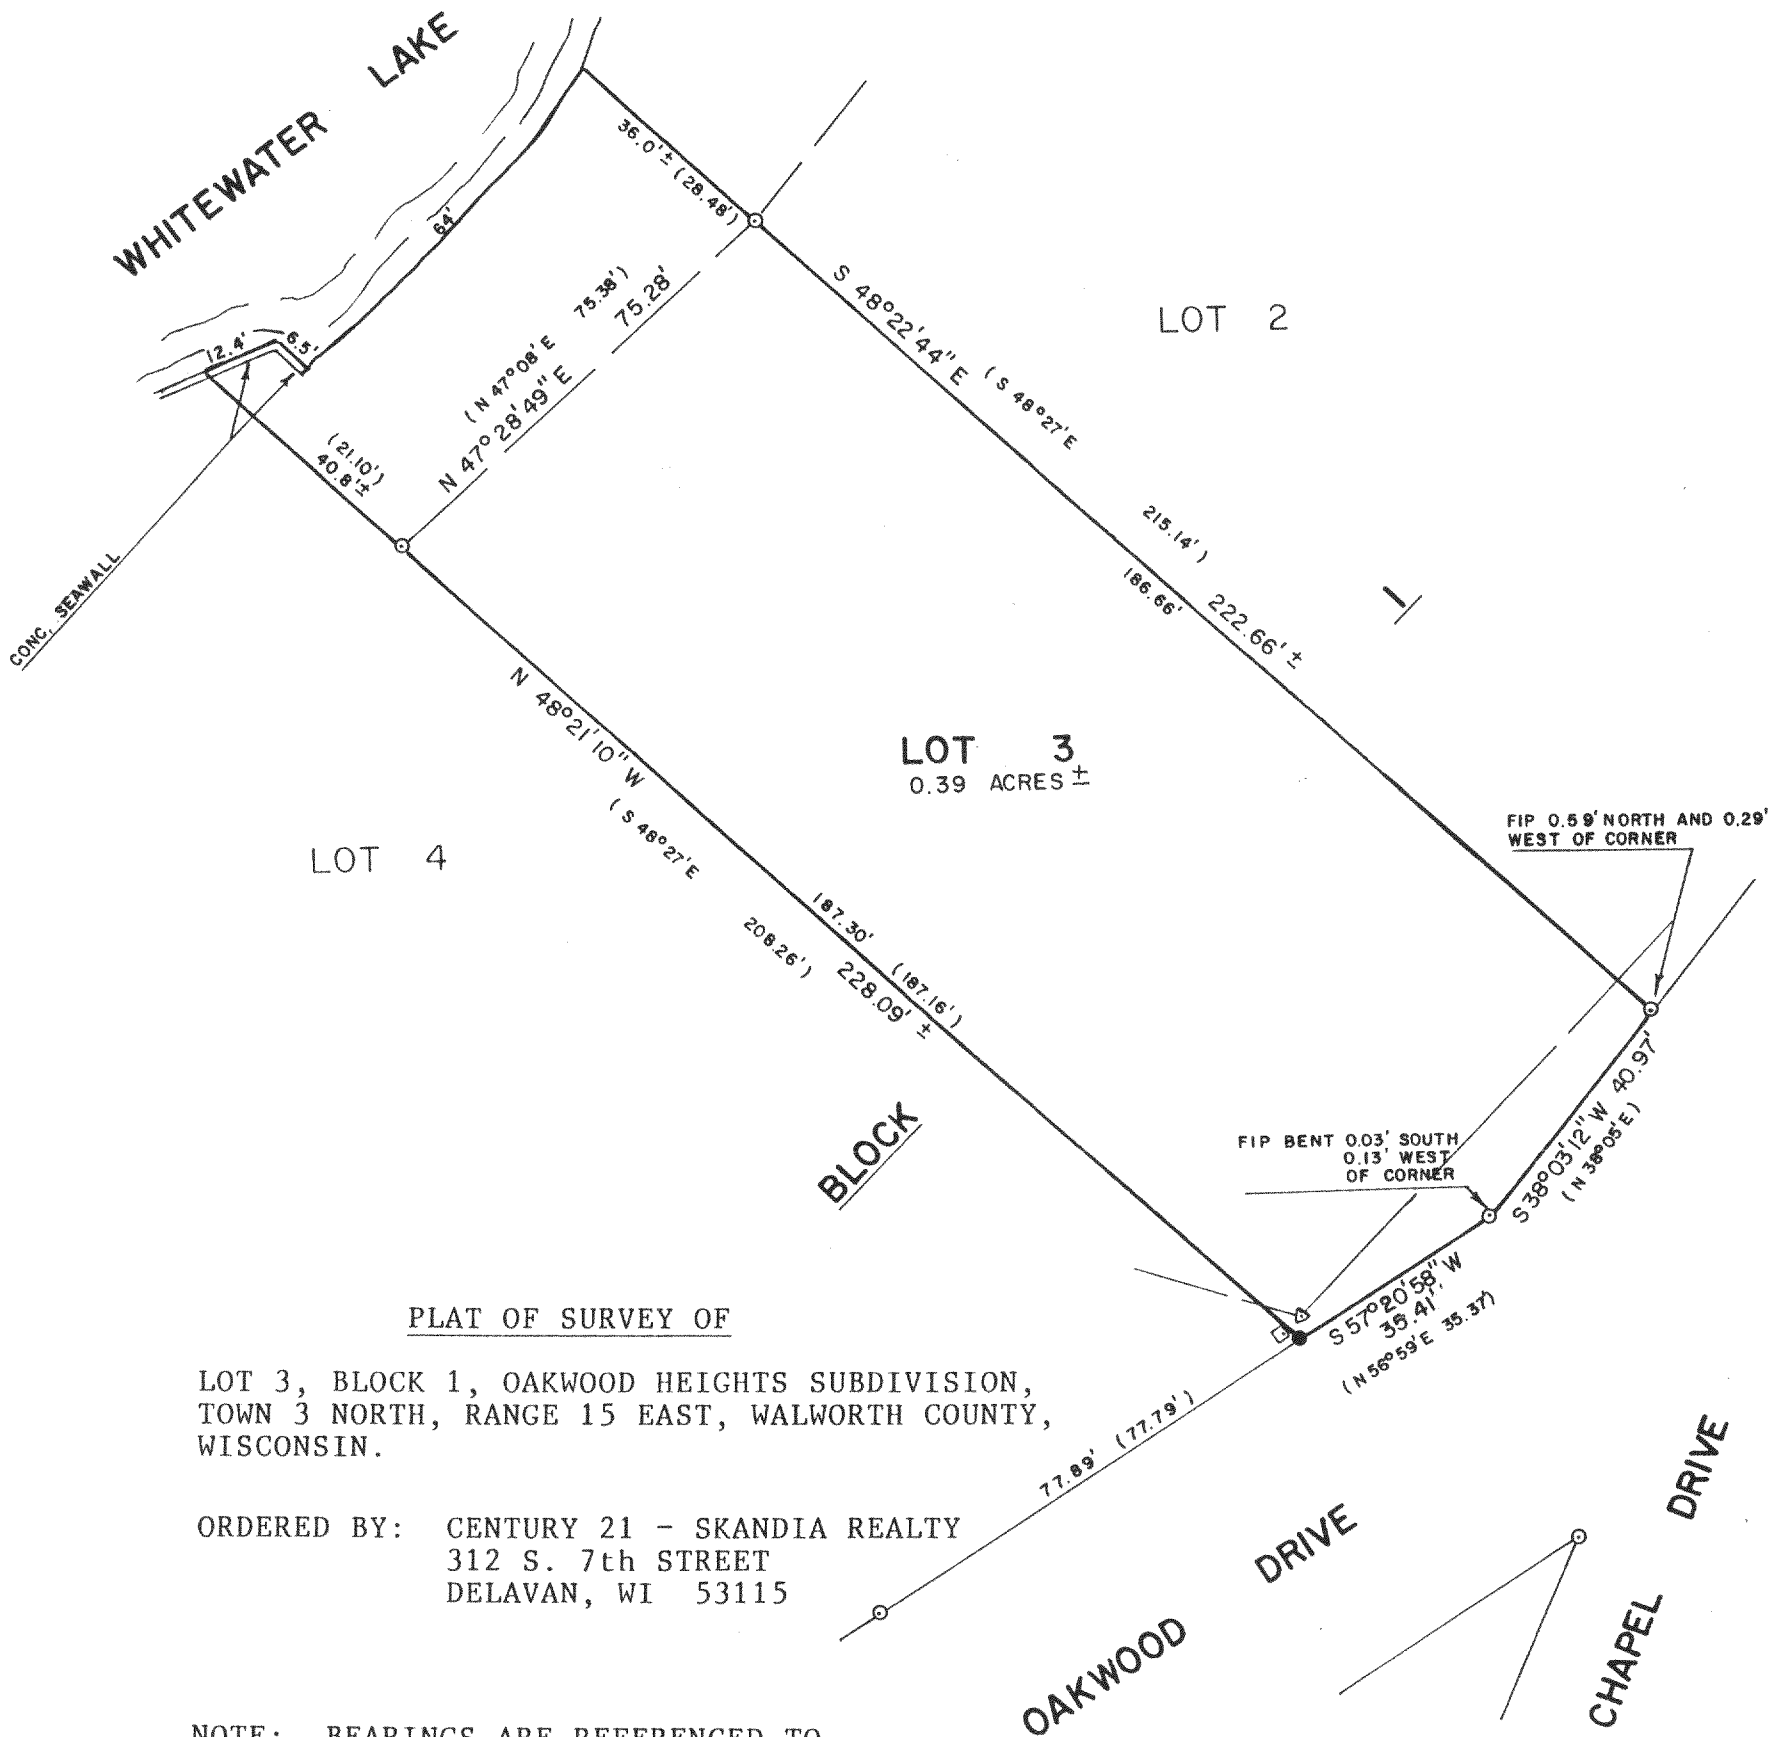 WHITEWATER LAKE
36.0'± (28.48')
64'
12.4'
6.5'
75.38')
75.28'
(N 47°08'E
N 47°28'49" E
(21.10')
40.8'±
CONC. SEAWALL
S 48°22'44" E
(S 48°27'E
215.14')
186.66'
222.66'±
LOT 2
1
LOT 3
0.39 ACRES±
N 48°21'10" W
(S 48°27'E
LOT 4
187.30'
(187.16')
208.26')
228.09'±
BLOCK
FIP 0.59' NORTH AND 0.29'
WEST OF CORNER
FIP BENT 0.03' SOUTH
0.13' WEST
OF CORNER
S 38°03'12" W 40.97'
(N 38°05'E)
S 57°20'58" W
35.41'
(N 56°59'E 35.37')
77.89' (77.79')
PLAT OF SURVEY OF
LOT 3, BLOCK 1, OAKWOOD HEIGHTS SUBDIVISION,
TOWN 3 NORTH, RANGE 15 EAST, WALWORTH COUNTY,
WISCONSIN.
ORDERED BY: CENTURY 21 - SKANDIA REALTY
312 S. 7th STREET
DELAVAN, WI 53115
OAKWOOD DRIVE
CHAPEL DRIVE
NOTE: BEARINGS ARE REFERENCED TO